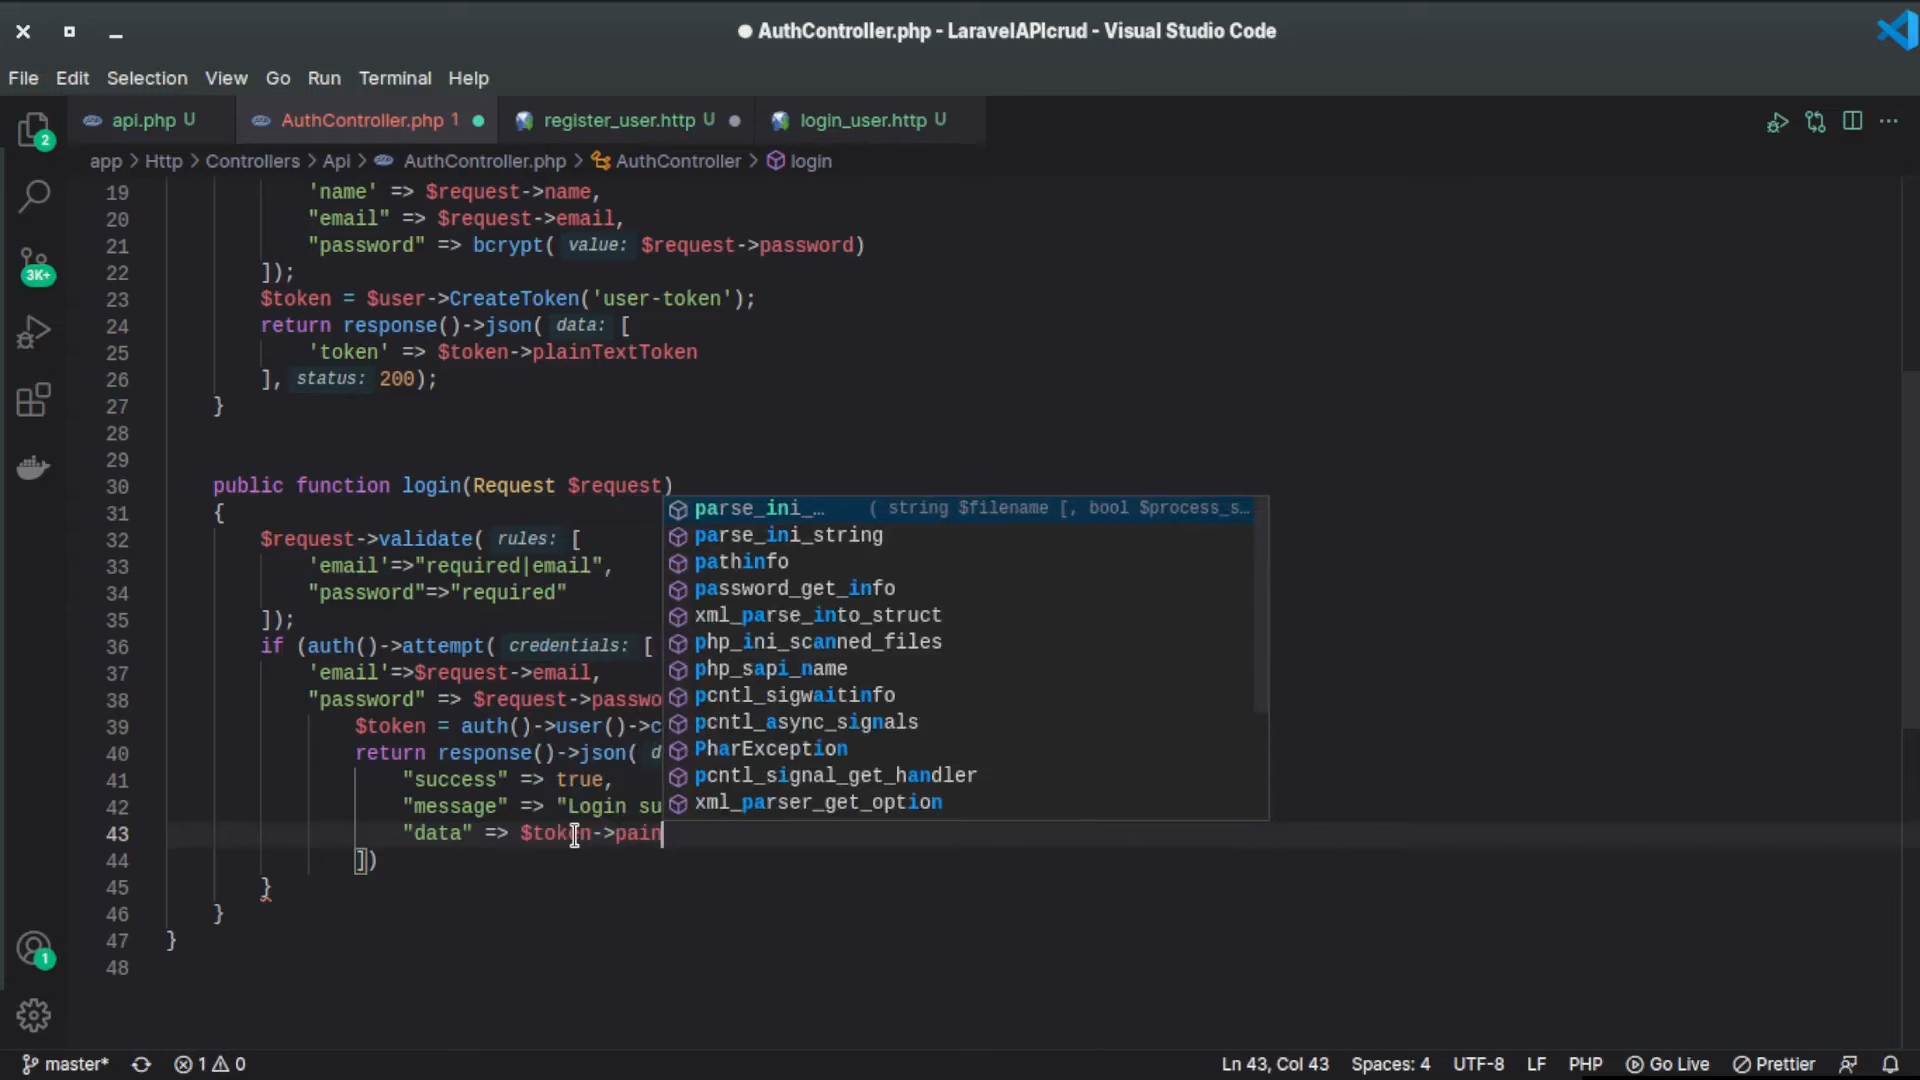 ● AuthController.php - LaravelAPIcrud - Visual Studio Code
File Edit Selection View Go Run Terminal Help
2
api.php U
AuthController.php 1
register_user.http U
login_user.http U
app > Http > Controllers > Api > AuthController.php > AuthController > login
3K+
19 'name' => $request->name,
20 "email" => $request->email,
21 "password" => bcrypt( value: $request->password)
22 ]);
23 $token = $user->CreateToken('user-token');
24 return response()->json( data: [
25 'token' => $token->plainTextToken
26 ], status: 200);
27 }
28
29
30 public function login(Request $request)
31 {
32 $request->validate( rules: [
33 'email'=>"required|email",
34 "password"=>"required"
35 ]);
36 if (auth()->attempt( credentials: [
37 'email'=>$request->email,
38 "password" => $request->passwo
39 $token = auth()->user()->c
40 return response()->json( d
41 "success" => true,
42 "message" => "Login su
43 "data" => $token->pain
44 ])
45 }
46 }
47 }
48
parse_ini_… ( string $filename [, bool $process_s…
parse_ini_string
pathinfo
password_get_info
xml_parse_into_struct
php_ini_scanned_files
php_sapi_name
pcntl_sigwaitinfo
pcntl_async_signals
PharException
pcntl_signal_get_handler
xml_parser_get_option
1
master* 1 0 Ln 43, Col 43 Spaces: 4 UTF-8 LF PHP Go Live Prettier